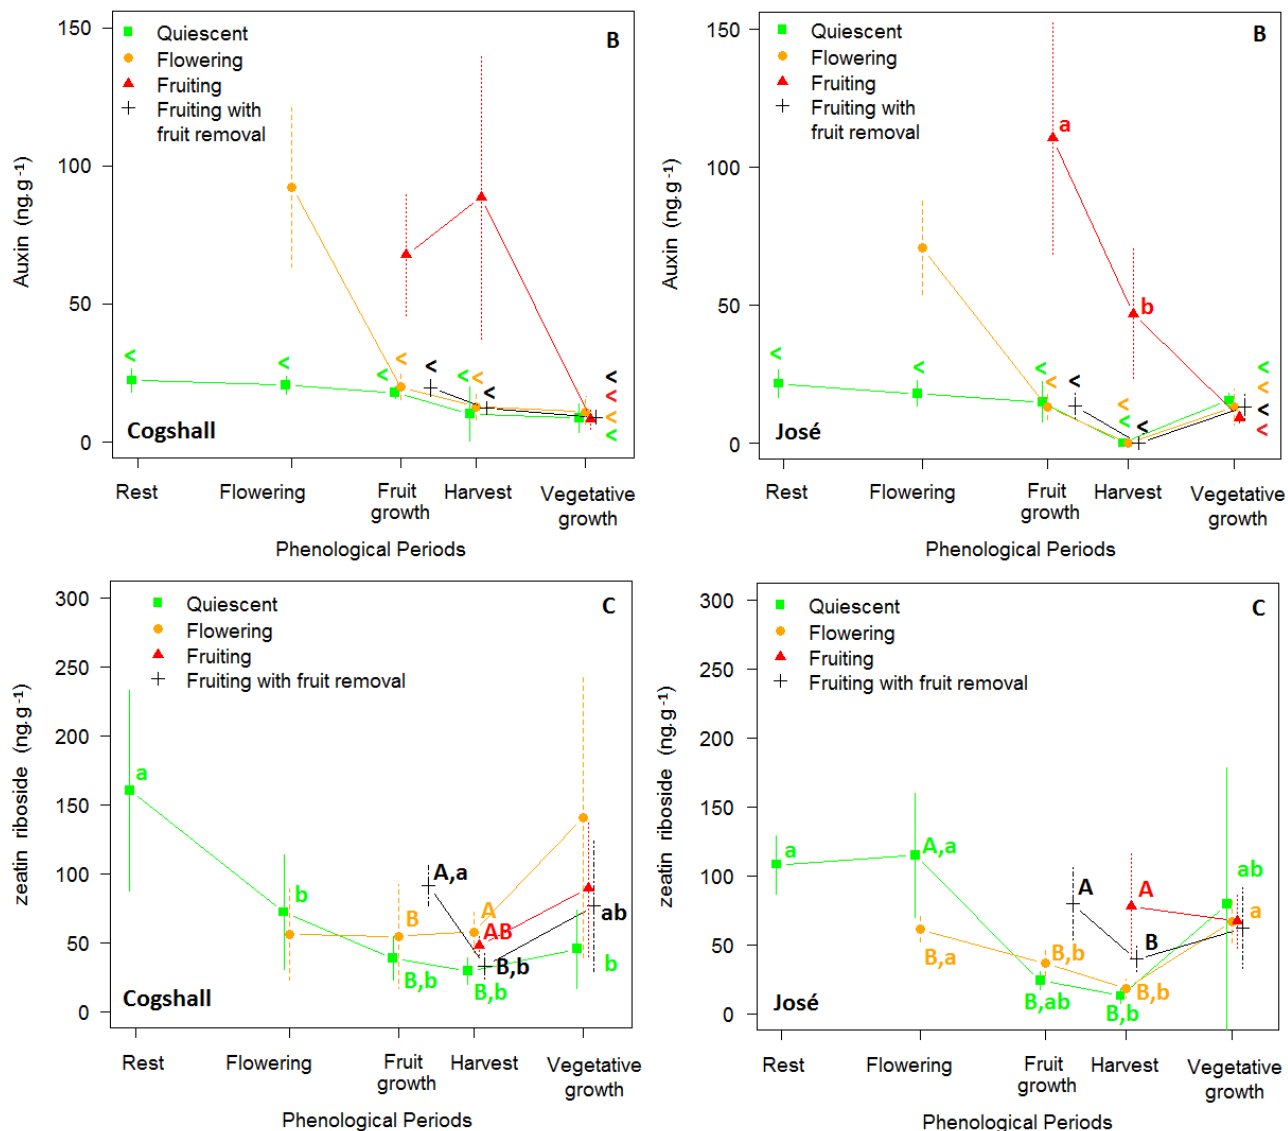 150
100
50
0
Auxin (ng.g-1)
Quiescent
Flowering
Fruiting
Fruiting with
fruit removal
B
<
<
<
<
<
<
<
<
<
<
<
<
Cogshall
Rest
Flowering
Fruit
growth
Harvest
Vegetative
growth
Phenological Periods
150
100
50
0
Auxin (ng.g-1)
Quiescent
Flowering
Fruiting
Fruiting with
fruit removal
B
a
b
<
<
<
<
<
<
<
<
<
<
<
<
José
Rest
Flowering
Fruit
growth
Harvest
Vegetative
growth
Phenological Periods
300
250
200
150
100
50
0
zeatin riboside (ng.g-1)
Quiescent
Flowering
Fruiting
Fruiting with fruit removal
C
a
b
A,a
B
A
AB
B,b
B,b
B,b
ab
b
Cogshall
Rest
Flowering
Fruit
growth
Harvest
Vegetative
growth
Phenological Periods
300
250
200
150
100
50
0
zeatin riboside (ng.g-1)
Quiescent
Flowering
Fruiting
Fruiting with fruit removal
C
a
A,a
B,a
A
A
B
B,b
B,ab
B,b
B,b
ab
a
José
Rest
Flowering
Fruit
growth
Harvest
Vegetative
growth
Phenological Periods